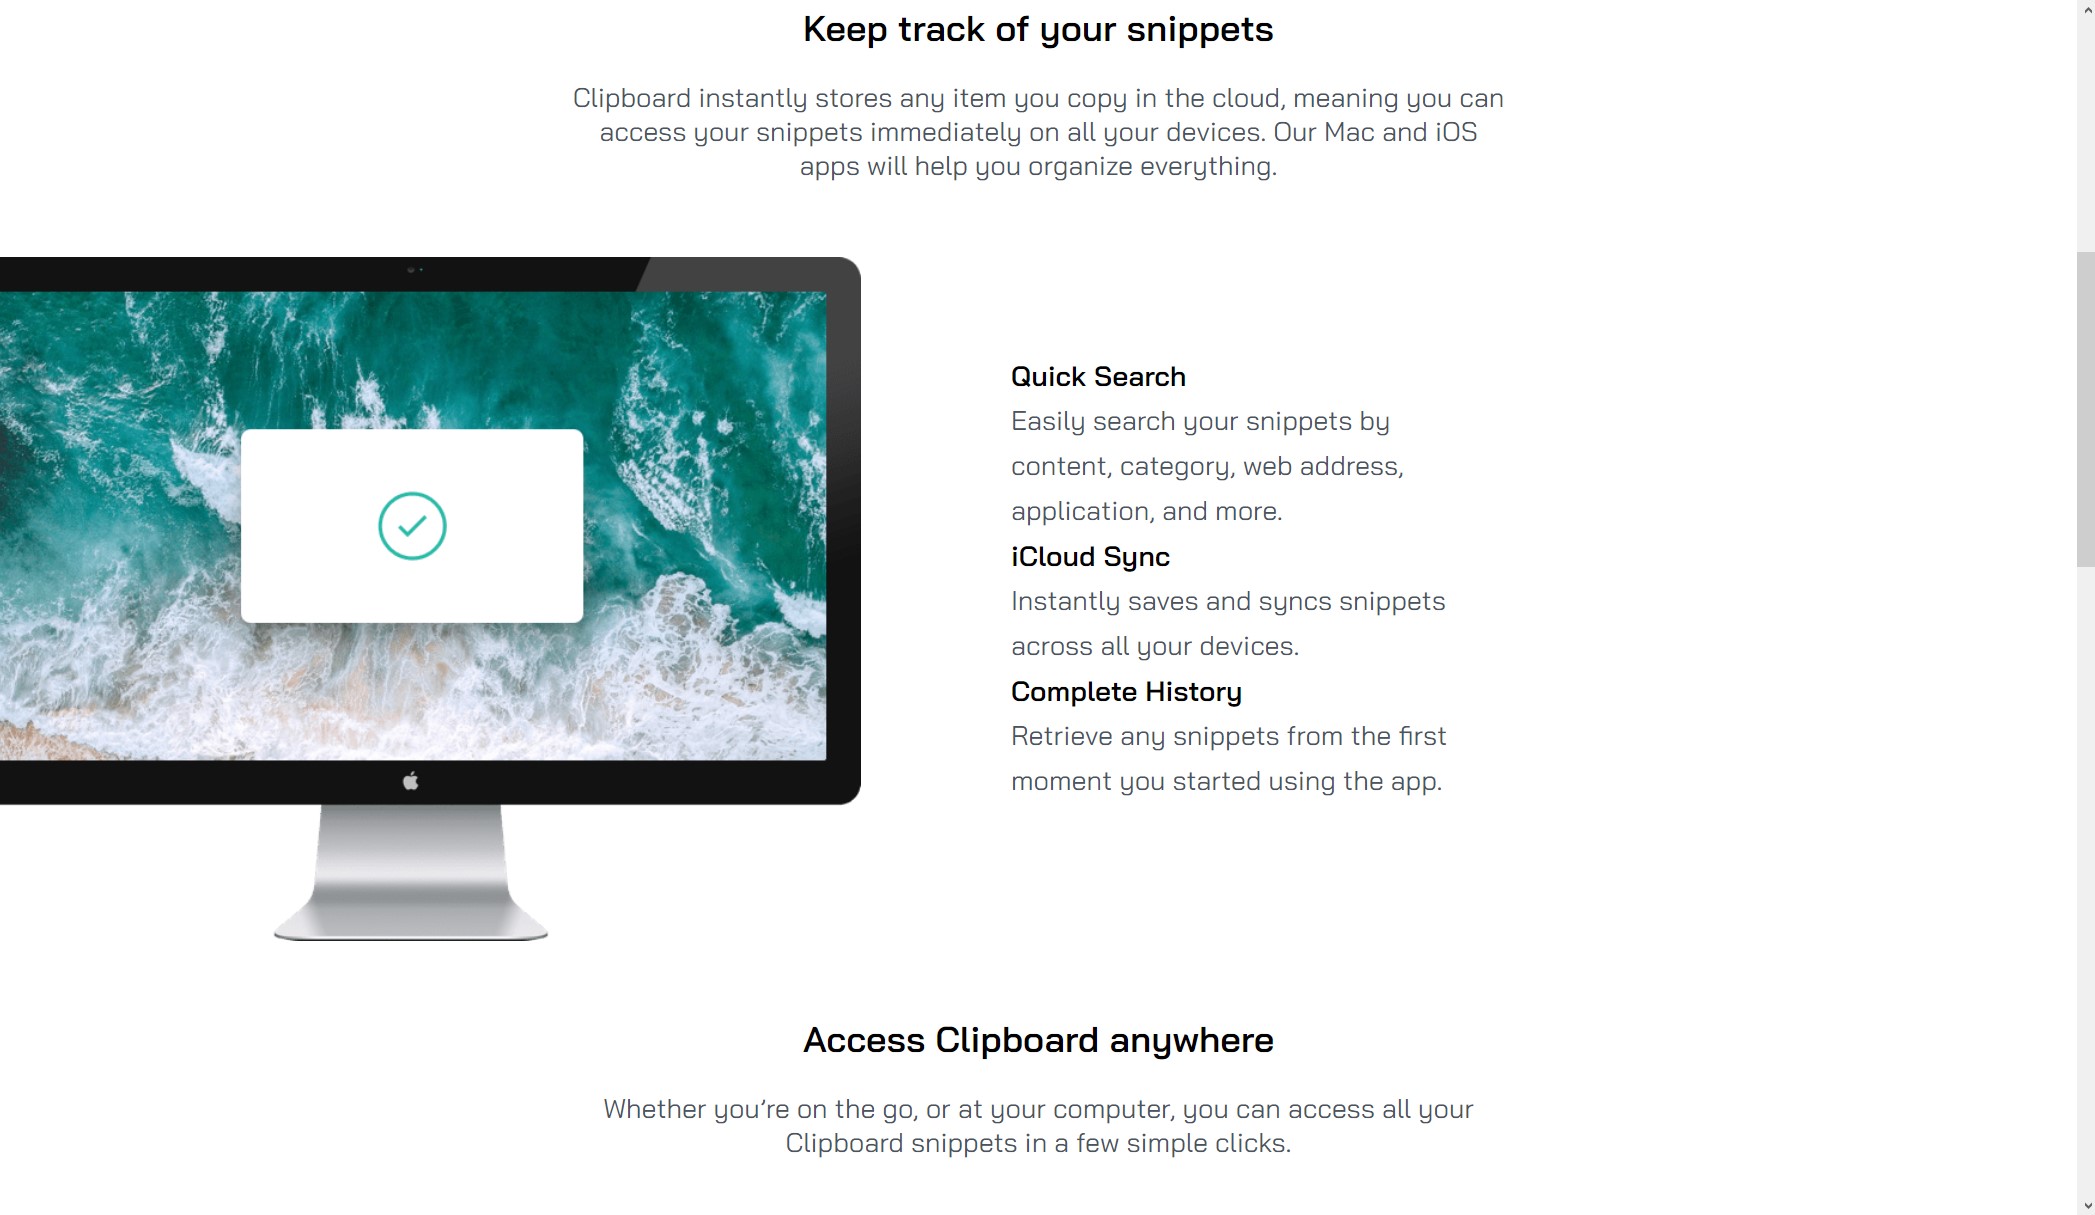 Keep track of your snippets
Clipboard instantly stores any item you copy in the cloud, meaning you can
access your snippets immediately on all your devices. Our Mac and iOS
apps will help you organize everything.
Quick Search
Easily search your snippets by
content, category, web address,
application, and more.
iCloud Sync
Instantly saves and syncs snippets
across all your devices.
Complete History
Retrieve any snippets from the first
moment you started using the app.
Access Clipboard anywhere
Whether you’re on the go, or at your computer, you can access all your
Clipboard snippets in a few simple clicks.